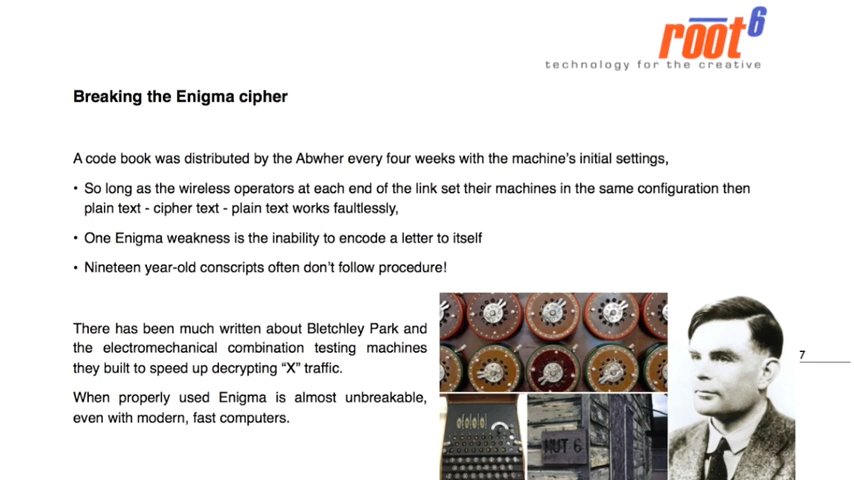 root6
technology for the creative
Breaking the Enigma cipher
A code book was distributed by the Abwher every four weeks with the machine's initial settings,
• So long as the wireless operators at each end of the link set their machines in the same configuration then
plain text - cipher text - plain text works faultlessly,
• One Enigma weakness is the inability to encode a letter to itself
• Nineteen year-old conscripts often don't follow procedure!
There has been much written about Bletchley Park and
the electromechanical combination testing machines
they built to speed up decrypting “X” traffic.
When properly used Enigma is almost unbreakable,
even with modern, fast computers.
HUT 6
7